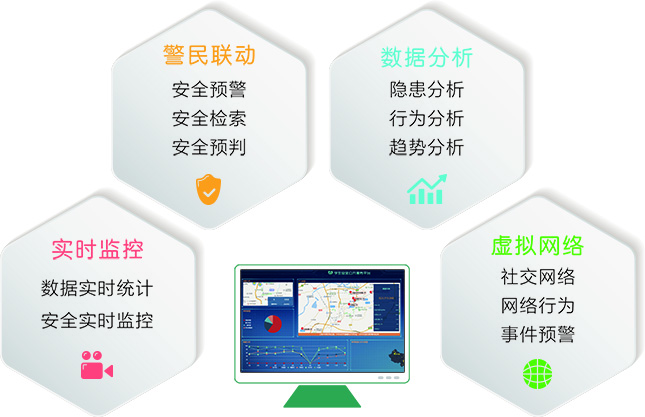 警民联动
安全预警
安全检索
安全预判
数据分析
隐患分析
行为分析
趋势分析
实时监控
数据实时统计
安全实时监控
虚拟网络
社交网络
网络行为
事件预警